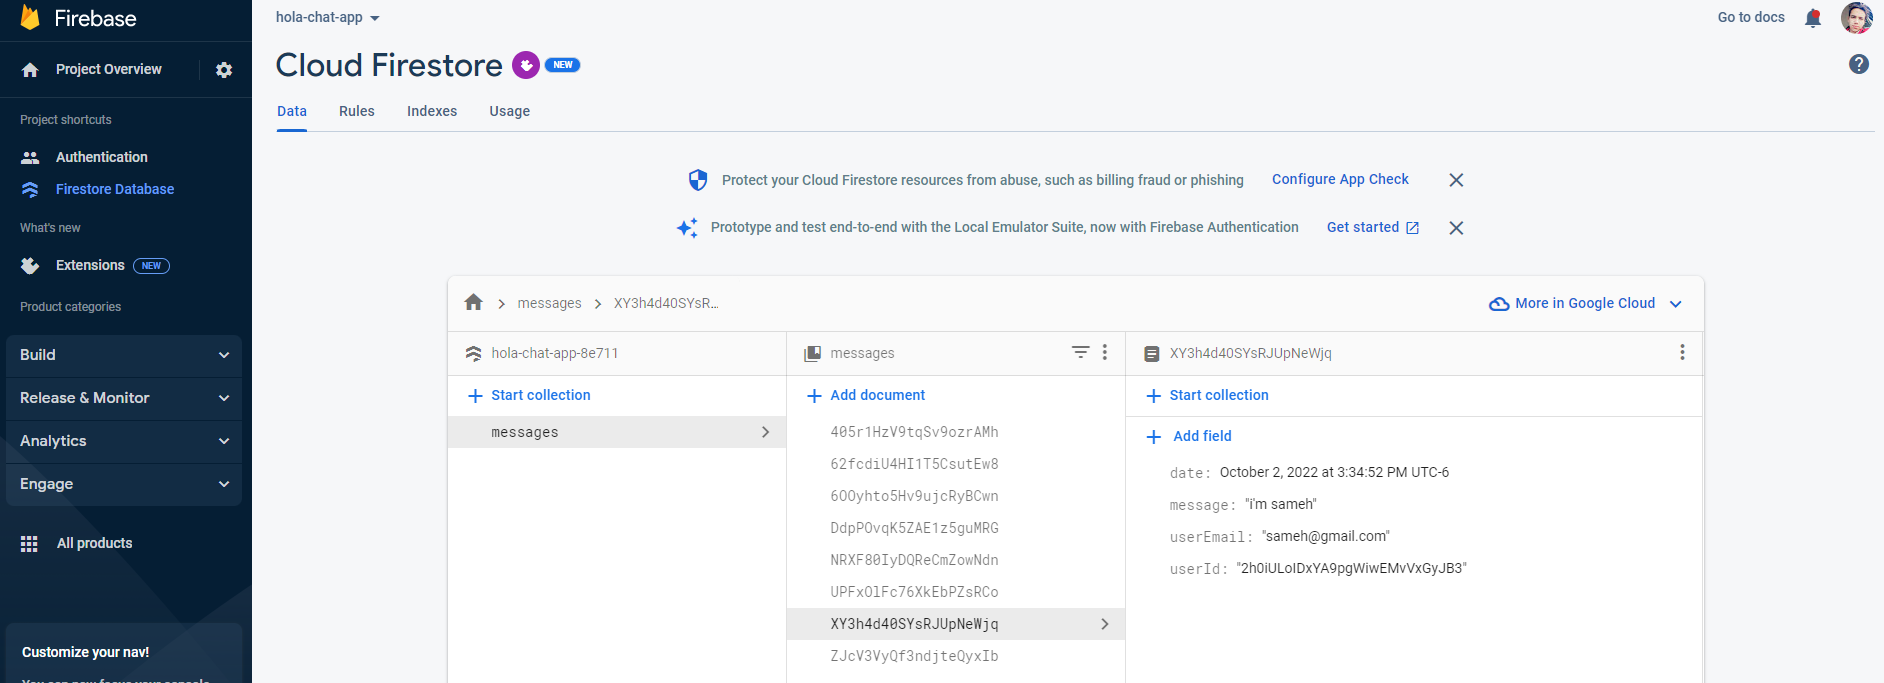 Firebase
Project Overview
Project shortcuts
Authentication
Firestore Database
What's new
Extensions NEW
Product categories
Build
Release & Monitor
Analytics
Engage
All products
Customize your nav!
hola-chat-app
Go to docs
Cloud Firestore NEW
Data Rules Indexes Usage
Protect your Cloud Firestore resources from abuse, such as billing fraud or phishing Configure App Check
Prototype and test end-to-end with the Local Emulator Suite, now with Firebase Authentication Get started
messages XY3h4d40SYsR... More in Google Cloud
hola-chat-app-8e711
Start collection
messages
messages
Add document
405r1HzV9tqSv9ozrAMh
62fcdiU4HI1T5CsutEw8
6OOyhto5Hv9ujcRyBCwn
DdpPOvqK5ZAE1z5guMRG
NRXF80IyDQReCmZowNdn
UPFxOlFc76XkEbPZsRCo
XY3h4d40SYsRJUpNeWjq
ZJcV3VyQf3ndjteQyxIb
XY3h4d40SYsRJUpNeWjq
Start collection
Add field
date: October 2, 2022 at 3:34:52 PM UTC-6
message: "i'm sameh"
userEmail: "sameh@gmail.com"
userId: "2h0iULoIDxYA9pgWiwEMvVxGyJB3"